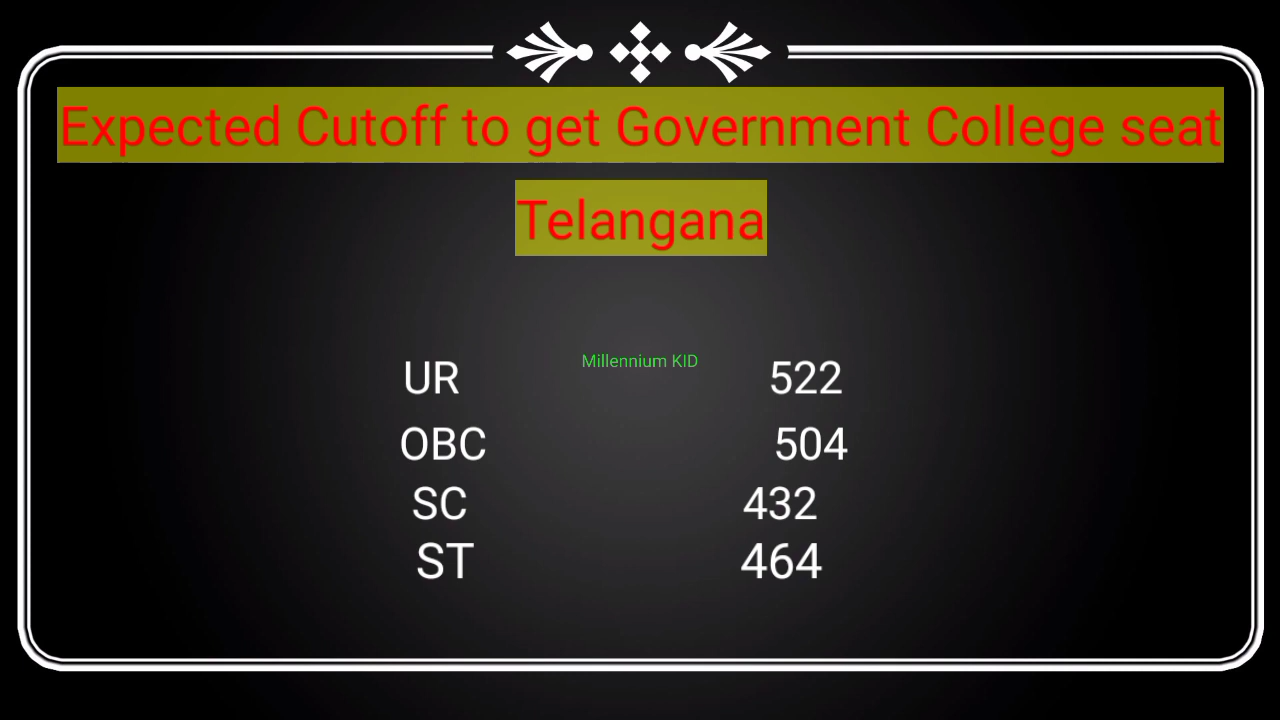 Expected Cutoff to get Government College seat
Telangana
Millennium KID
UR 522
OBC 504
SC 432
ST 464